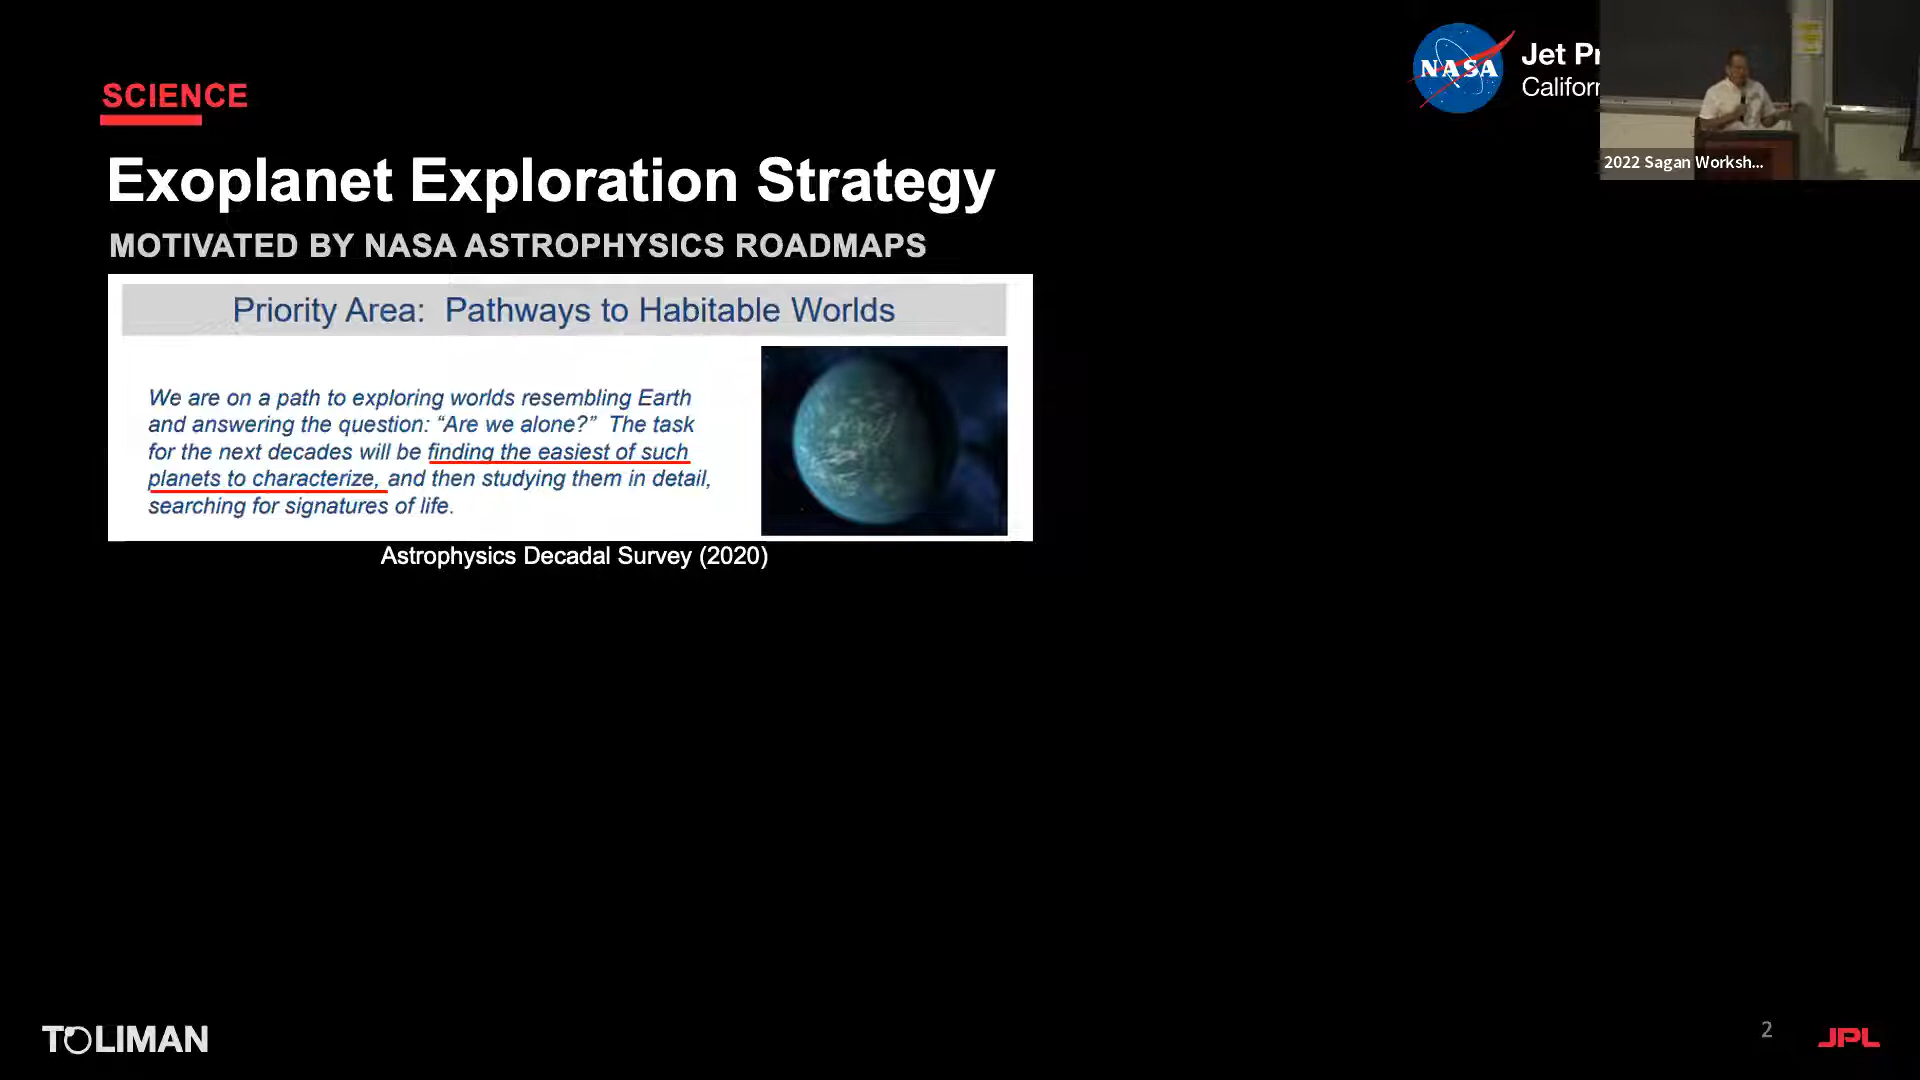 SCIENCE
NASA
Jet Pr
Califor
Exoplanet Exploration Strategy
MOTIVATED BY NASA ASTROPHYSICS ROADMAPS
2022 Sagan Worksh...
Priority Area: Pathways to Habitable Worlds
We are on a path to exploring worlds resembling Earth
and answering the question: “Are we alone?” The task
for the next decades will be finding the easiest of such
planets to characterize, and then studying them in detail,
searching for signatures of life.
Astrophysics Decadal Survey (2020)
TOLIMAN
2
JPL